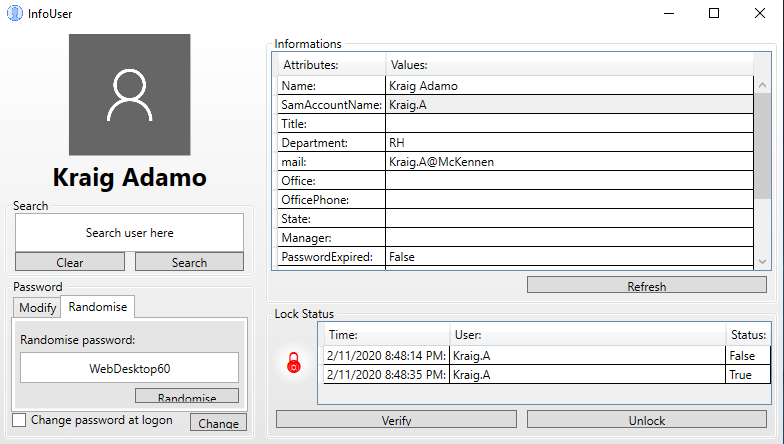 InfoUser
Kraig Adamo
Search
Search user here
Clear Search
Password
Modify Randomise
Randomise password:
WebDesktop60
Randomise
Change password at logon Change
Informations
Attributes: Values:
Name: Kraig Adamo
SamAccountName: Kraig.A
Title:
Department: RH
mail: Kraig.A@McKennen
Office:
OfficePhone:
State:
Manager:
PasswordExpired: False
Refresh
Lock Status
Time: User: Status:
2/11/2020 8:48:14 PM: Kraig.A False
2/11/2020 8:48:35 PM: Kraig.A True
Verify Unlock